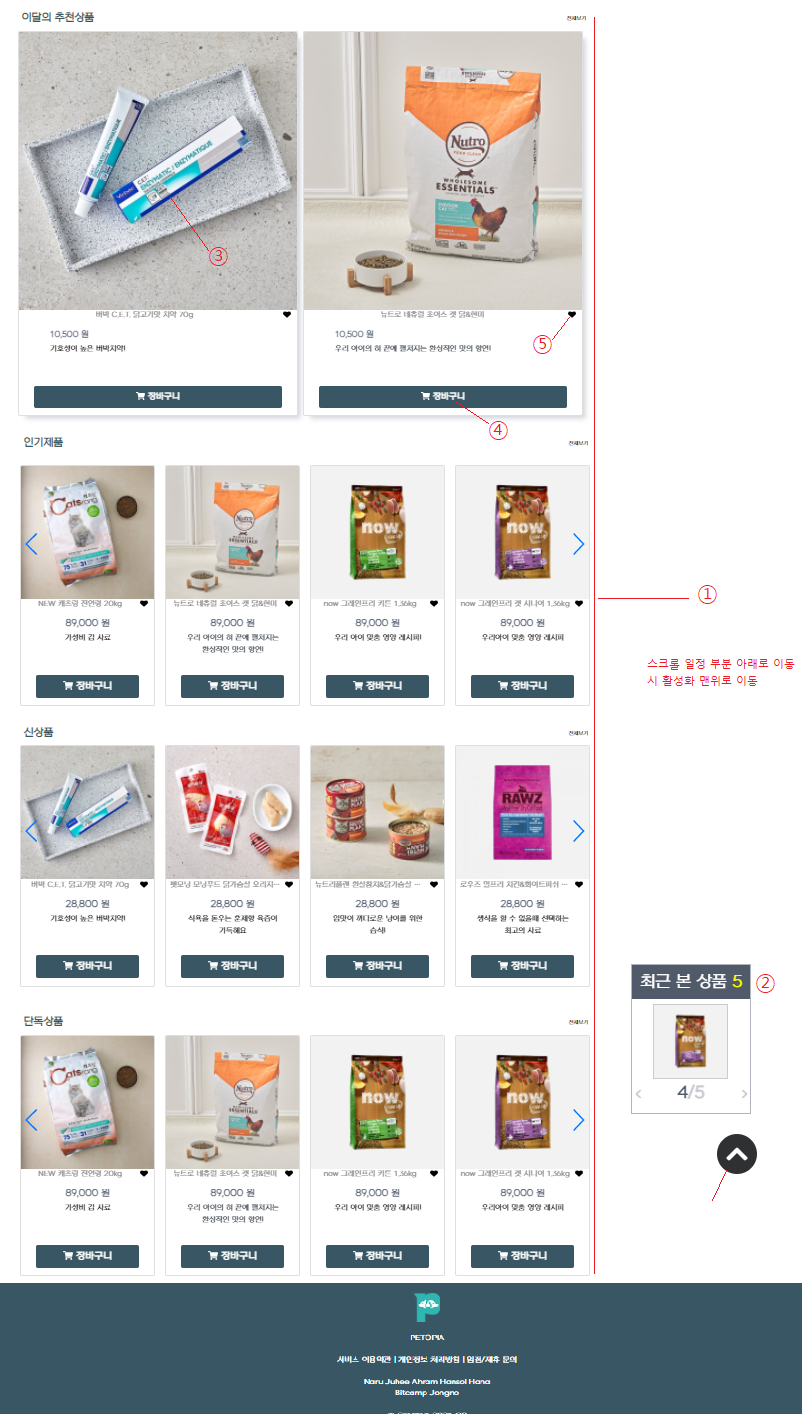 이달의 추천상품
전체보기
C.E.T.
ENZYMATIC / ENZYMATIQUE
Nutro
WHOLESOME
ESSENTIALS
③
버박 C.E.T. 닭고기맛 치약 70g
뉴트로 네츄럴 초이스 캣 닭&현미
10,500 원
10,500 원
기호성이 높은 버박치약!
우리 아이의 혀 끝에 펼쳐지는 환상적인 맛의 향연!
⑤
장바구니
장바구니
④
인기제품
전체보기
Nutro
ESSENTIALS
now
now
NEW 캐츠랑 전연령 20kg
뉴트로 네츄럴 초이스 캣 닭&현미
now 그레인프리 키튼 1.36kg
now 그레인프리 캣 시니어 1.36kg
89,000 원
89,000 원
89,000 원
89,000 원
가성비 갑 사료
우리 아이의 혀 끝에 펼쳐지는
환상적인 맛의 향연!
우리 아이 맞춤 영양 레시피!
우리아이 맞춤 영양 레시피
장바구니
장바구니
장바구니
장바구니
①
스크롤 일정 부분 아래로 이동
시 활성화 맨위로 이동
신상품
전체보기
RAWZ
버박 C.E.T. 닭고기맛 치약 70g
펫모닝 모닝푸드 닭가슴살 오리지…
뉴트리플랜 흰살참치&닭가슴살 …
로우즈 밀프리 치킨&화이트피쉬 …
28,800 원
28,800 원
28,800 원
28,800 원
기호성이 높은 버박치약!
식욕을 돋우는 훈제향 육즙이
가득해요
입맛이 까다로운 냥이를 위한
습식!
생식을 할 수 없을때 선택하는
최고의 사료
장바구니
장바구니
장바구니
장바구니
최근 본 상품 5
②
4/5
단독상품
전체보기
Nutro
ESSENTIALS
now
now
NEW 캐츠랑 전연령 20kg
뉴트로 네츄럴 초이스 캣 닭&현미
now 그레인프리 키튼 1.36kg
now 그레인프리 캣 시니어 1.36kg
89,000 원
89,000 원
89,000 원
89,000 원
가성비 갑 사료
우리 아이의 혀 끝에 펼쳐지는
환상적인 맛의 향연!
우리 아이 맞춤 영양 레시피!
우리아이 맞춤 영양 레시피
장바구니
장바구니
장바구니
장바구니
PETOPIA
서비스 이용약관 | 개인정보 처리방침 | 입점/제휴 문의
Naru Juhee Ahram Hansol Hana
Bitcamp Jongno